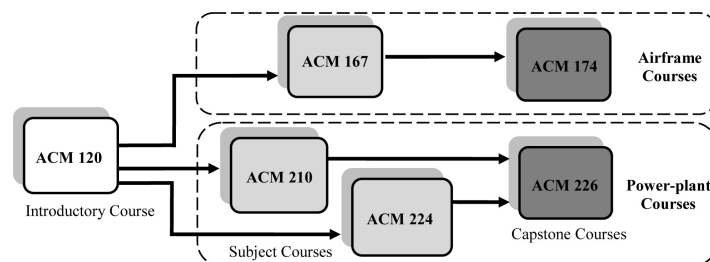 ACM 167
ACM 174
Airframe
Courses
ACM 120
Introductory Course
ACM 210
ACM 224
ACM 226
Power-plant
Courses
Subject Courses
Capstone Courses